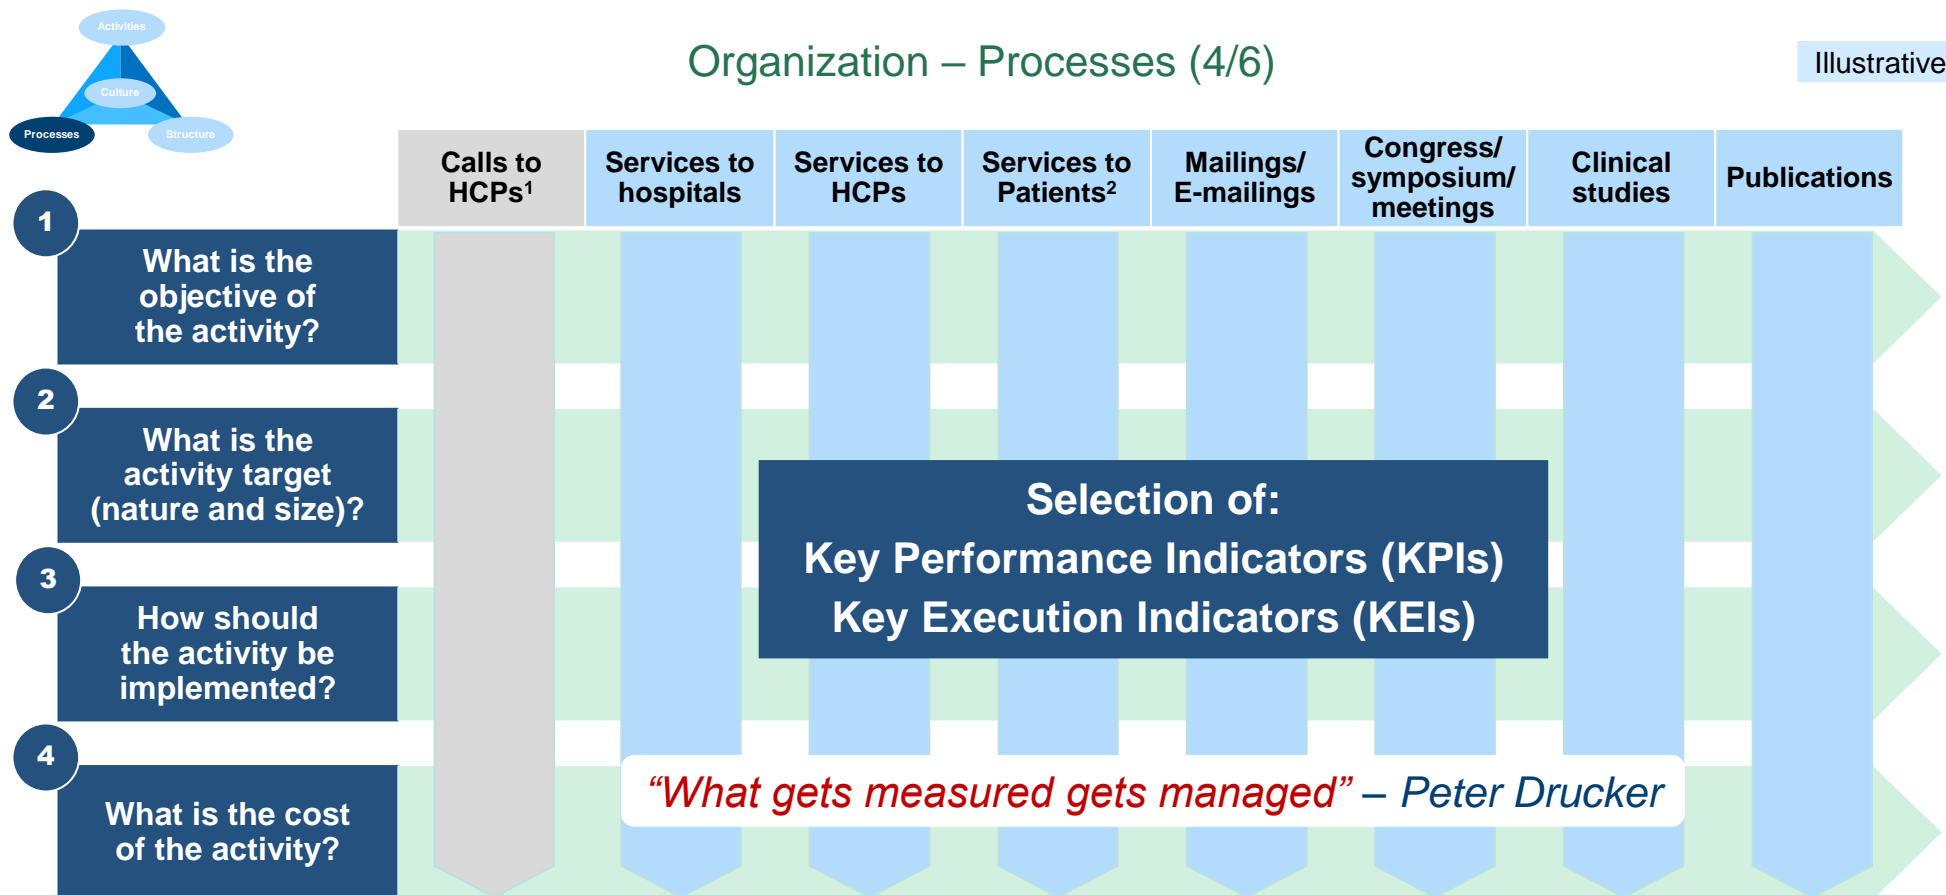 Activities
Culture
Processes
Structure
Organization – Processes (4/6)
Illustrative
Calls to
HCPs¹
Services to
hospitals
Services to
HCPs
Services to
Patients²
Mailings/
E-mailings
Congress/
symposium/
meetings
Clinical
studies
Publications
1
What is the
objective of
the activity?
2
What is the
activity target
(nature and size)?
3
How should
the activity be
implemented?
4
What is the cost
of the activity?
Selection of:
Key Performance Indicators (KPIs)
Key Execution Indicators (KEIs)
“What gets measured gets managed” – Peter Drucker